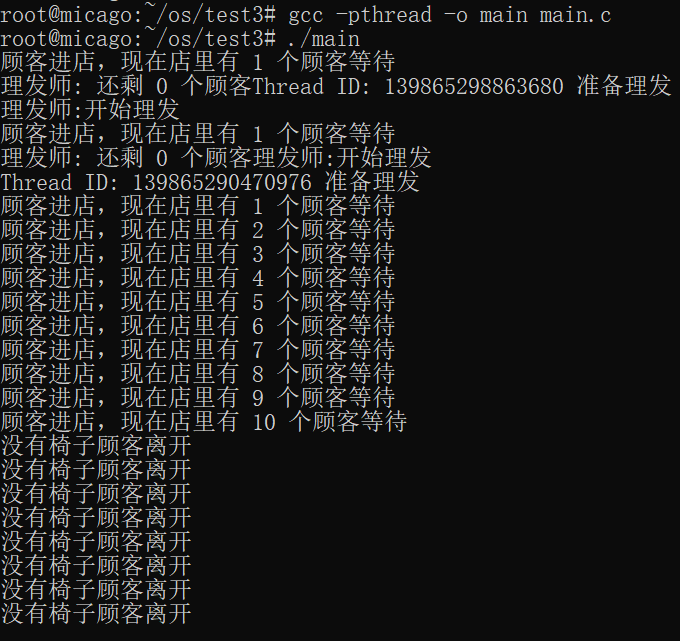 root@micago:~/os/test3# gcc -pthread -o main main.c
root@micago:~/os/test3# ./main
顾客进店，现在店里有 1 个顾客等待
理发师: 还剩 0 个顾客Thread ID: 139865298863680 准备理发
理发师:开始理发
顾客进店，现在店里有 1 个顾客等待
理发师: 还剩 0 个顾客理发师:开始理发
Thread ID: 139865290470976 准备理发
顾客进店，现在店里有 1 个顾客等待
顾客进店，现在店里有 2 个顾客等待
顾客进店，现在店里有 3 个顾客等待
顾客进店，现在店里有 4 个顾客等待
顾客进店，现在店里有 5 个顾客等待
顾客进店，现在店里有 6 个顾客等待
顾客进店，现在店里有 7 个顾客等待
顾客进店，现在店里有 8 个顾客等待
顾客进店，现在店里有 9 个顾客等待
顾客进店，现在店里有 10 个顾客等待
没有椅子顾客离开
没有椅子顾客离开
没有椅子顾客离开
没有椅子顾客离开
没有椅子顾客离开
没有椅子顾客离开
没有椅子顾客离开
没有椅子顾客离开